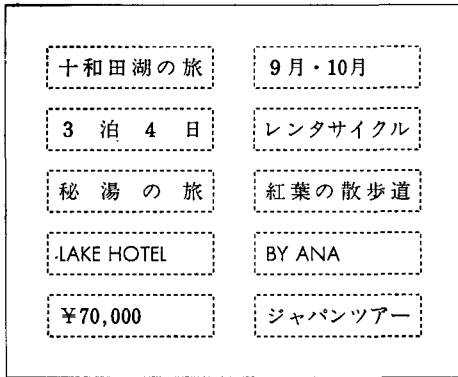 十和田湖の旅
9月・10月
3泊4日
レンタサイクル
秘湯の旅
紅葉の散歩道
LAKE HOTEL
BY ANA
¥70,000
ジャパンツアー